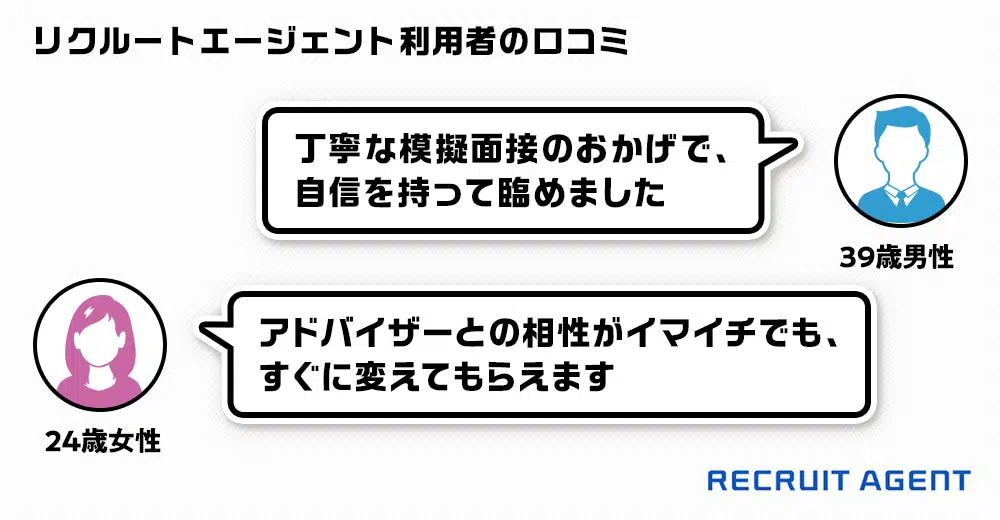 リクルートエージェント利用者の口コミ
丁寧な模擬面接のおかげで、
自信を持って臨めました
39歳男性
アドバイザーとの相性がイマイチでも、
すぐに変えてもらえます
24歳女性
RECRUIT AGENT